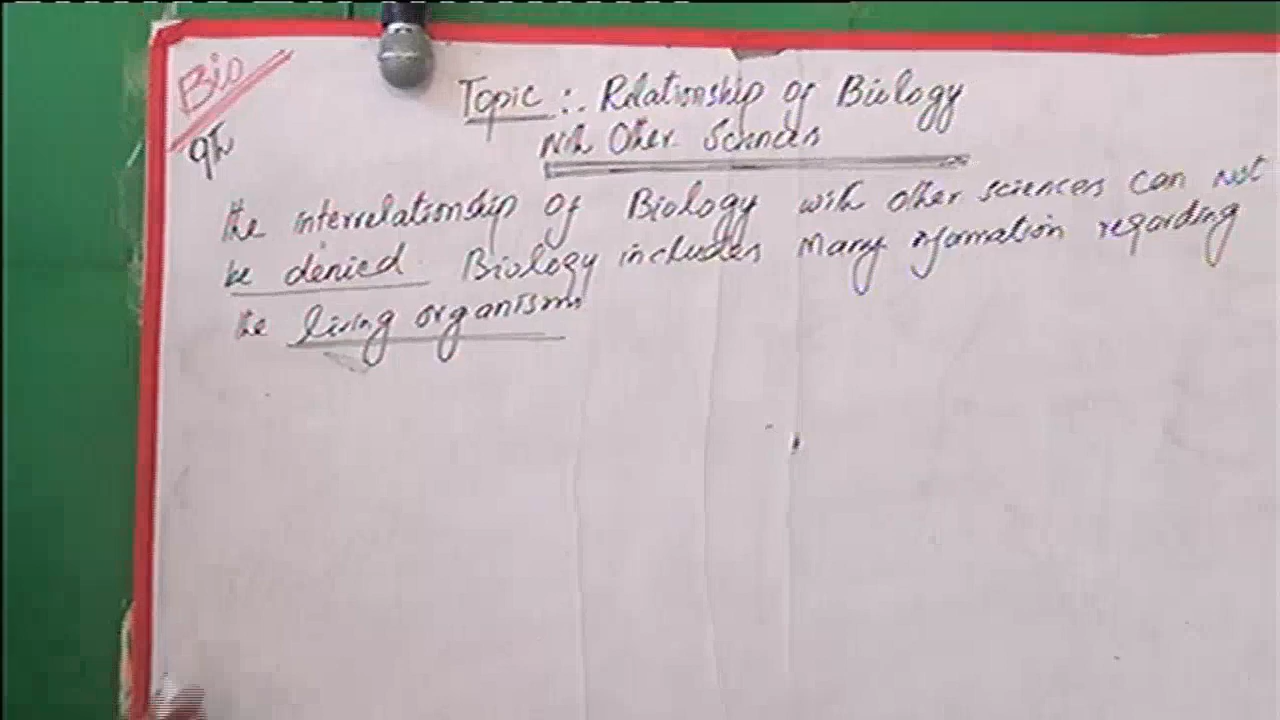 Bio
9th
Topic :. Relationship of Biology
With Other Sciences
the interrelationship of Biology with other sciences can not
be denied. Biology includes many information regarding
the living organisms